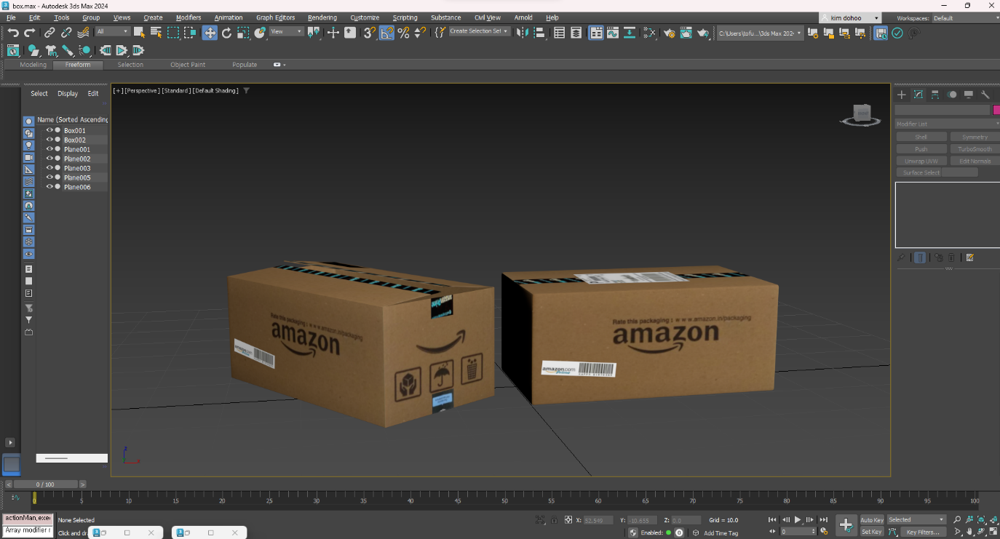 box.max - Autodesk 3ds Max 2024
File Edit Tools Group Views Create Modifiers Animation Graph Editors Rendering Customize Scripting Substance Civil View Arnold Help
kim dohoo
Workspaces: Default
All
View
Create Selection Set
C:\Users\tofu...\3ds Max 202
Modeling Freeform Selection Object Paint Populate
Select Display Edit
[+] [Perspective] [Standard] [Default Shading]
Name (Sorted Ascending
Box001
Box002
Plane001
Plane002
Plane003
Plane005
Plane006
Modifier List
Shell Symmetry
Push TurboSmooth
Unwrap UVW Edit Normals
Surface Select
Rate this packaging : w w w.amazon.in/packaging
amazon
amazon.com
Rate this packaging : w w w.amazon.in/packaging
amazon
amazon.com
Prime
z
x
< 0 / 100 >
0 5 10 15 20 25 30 35 40 45 50 55 60 65 70 75 80 85 90 95 100
actionMan,exe
Array modifier r
None Selected
Click and dr
X: 52.549 Y: -10.655 Z: 0.0 Grid = 10.0
Enabled: 0 Add Time Tag
0
Auto Key Selected
Set Key Key Filters...